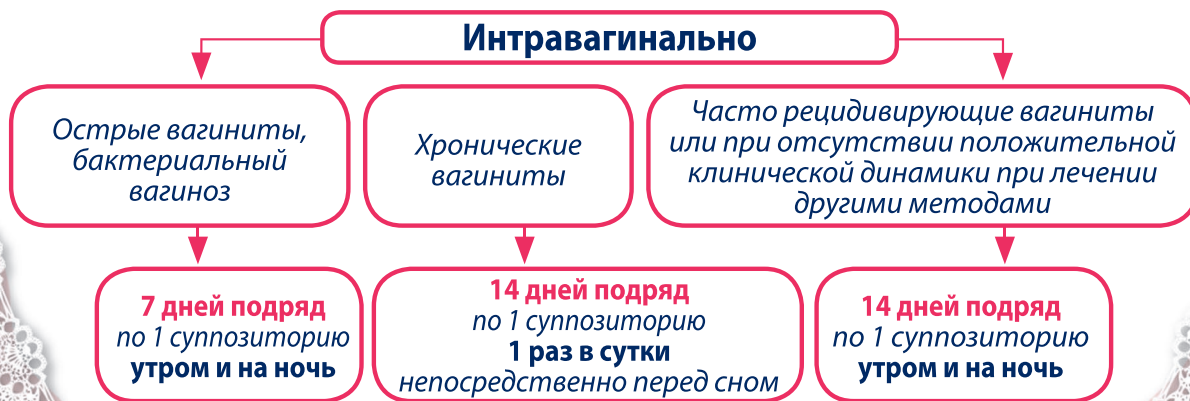 Интравагинально
Острые вагиниты,
бактериальный
вагиноз
Хронические
вагиниты
Часто рецидивирующие вагиниты
или при отсутствии положительной
клинической динамики при лечении
другими методами
7 дней подряд
по 1 суппозиторию
утром и на ночь
14 дней подряд
по 1 суппозиторию
1 раз в сутки
непосредственно перед сном
14 дней подряд
по 1 суппозиторию
утром и на ночь